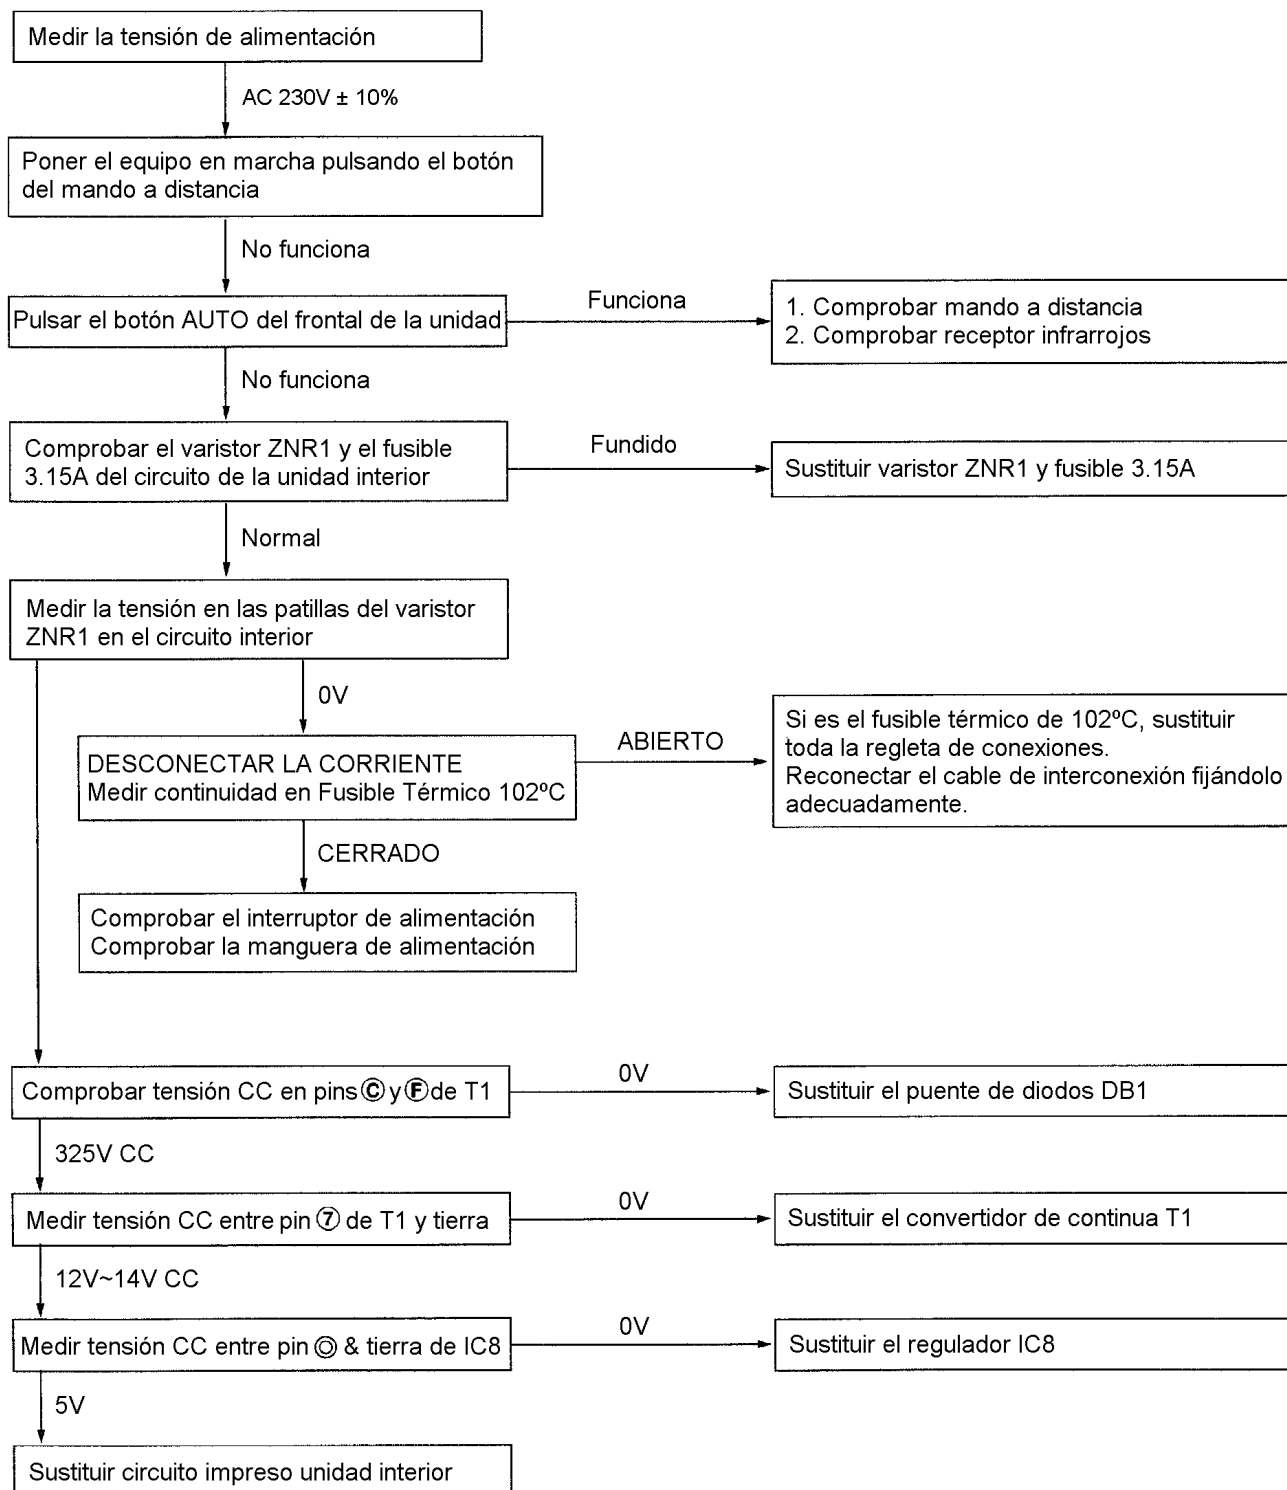 Medir la tensión de alimentación
AC 230V ± 10%
Poner el equipo en marcha pulsando el botón
del mando a distancia
No funciona
Pulsar el botón AUTO del frontal de la unidad
Funciona
1. Comprobar mando a distancia
2. Comprobar receptor infrarrojos
No funciona
Comprobar el varistor ZNR1 y el fusible
3.15A del circuito de la unidad interior
Fundido
Sustituir varistor ZNR1 y fusible 3.15A
Normal
Medir la tensión en las patillas del varistor
ZNR1 en el circuito interior
0V
DESCONECTAR LA CORRIENTE
Medir continuidad en Fusible Térmico 102ºC
ABIERTO
Si es el fusible térmico de 102ºC, sustituir
toda la regleta de conexiones.
Reconectar el cable de interconexión fijándolo
adecuadamente.
CERRADO
Comprobar el interruptor de alimentación
Comprobar la manguera de alimentación
Comprobar tensión CC en pins Ⓒ y Ⓕ de T1
0V
Sustituir el puente de diodos DB1
325V CC
Medir tensión CC entre pin ⑦ de T1 y tierra
0V
Sustituir el convertidor de continua T1
12V~14V CC
Medir tensión CC entre pin Ⓞ & tierra de IC8
0V
Sustituir el regulador IC8
5V
Sustituir circuito impreso unidad interior